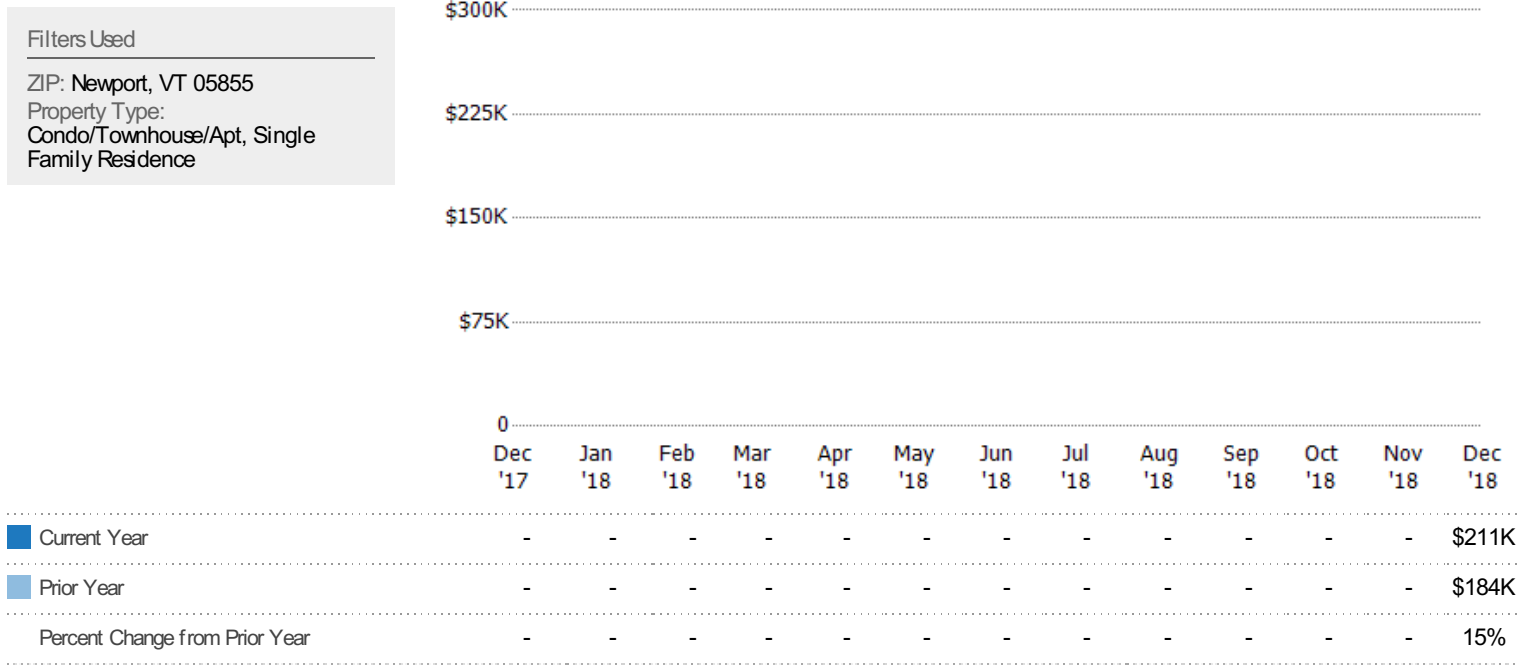 Filters Used
ZIP: Newport, VT 05855
Property Type:
Condo/Townhouse/Apt, Single
Family Residence
$300K
$225K
$150K
$75K
0
Dec Jan Feb Mar Apr May Jun Jul Aug Sep Oct Nov Dec
'17 '18 '18 '18 '18 '18 '18 '18 '18 '18 '18 '18 '18
Current Year - - - - - - - - - - - - $211K
Prior Year - - - - - - - - - - - - $184K
Percent Change from Prior Year - - - - - - - - - - - - 15%